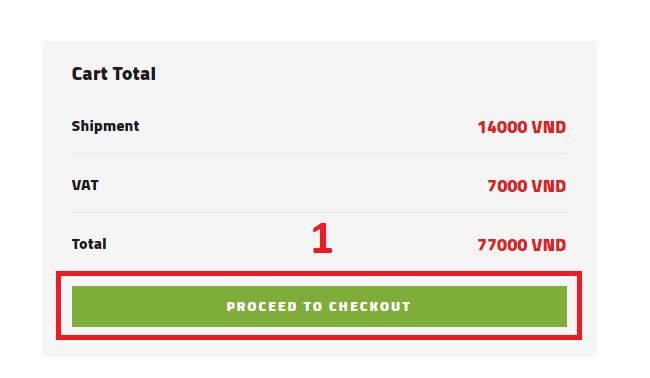 Cart Total
Shipment 14000 VND
VAT 7000 VND
Total 1 77000 VND
PROCEED TO CHECKOUT